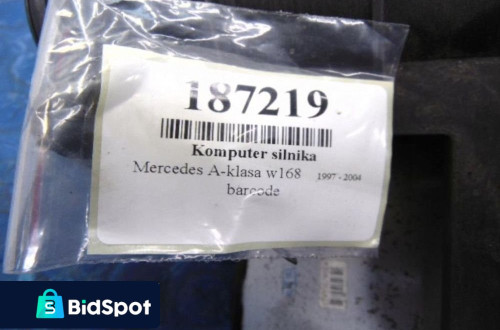 187219
Komputer silnika
Mercedes A-klasa w168 1997 - 2004
barcode
S BidSpot